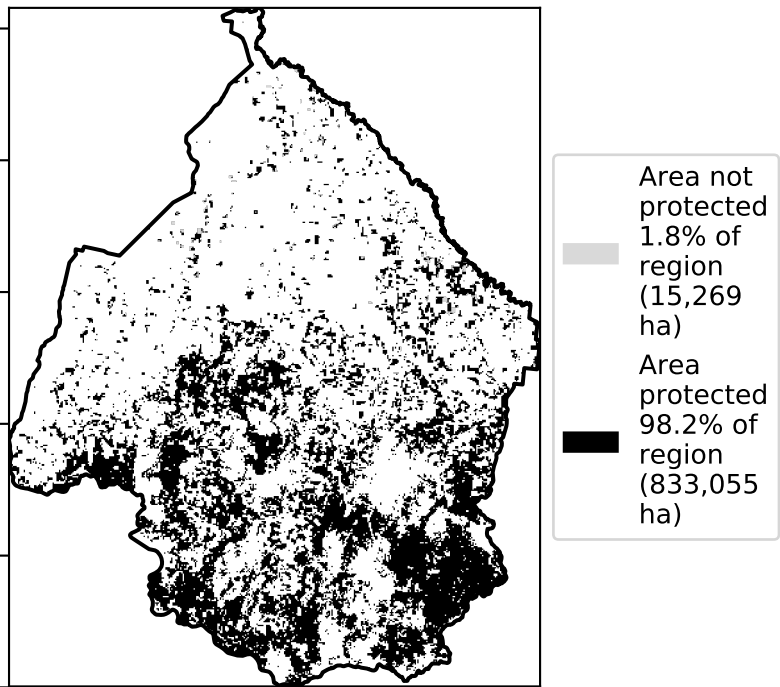 Area not
protected
1.8% of
region
(15,269
ha)
Area
protected
98.2% of
region
(833,055
ha)